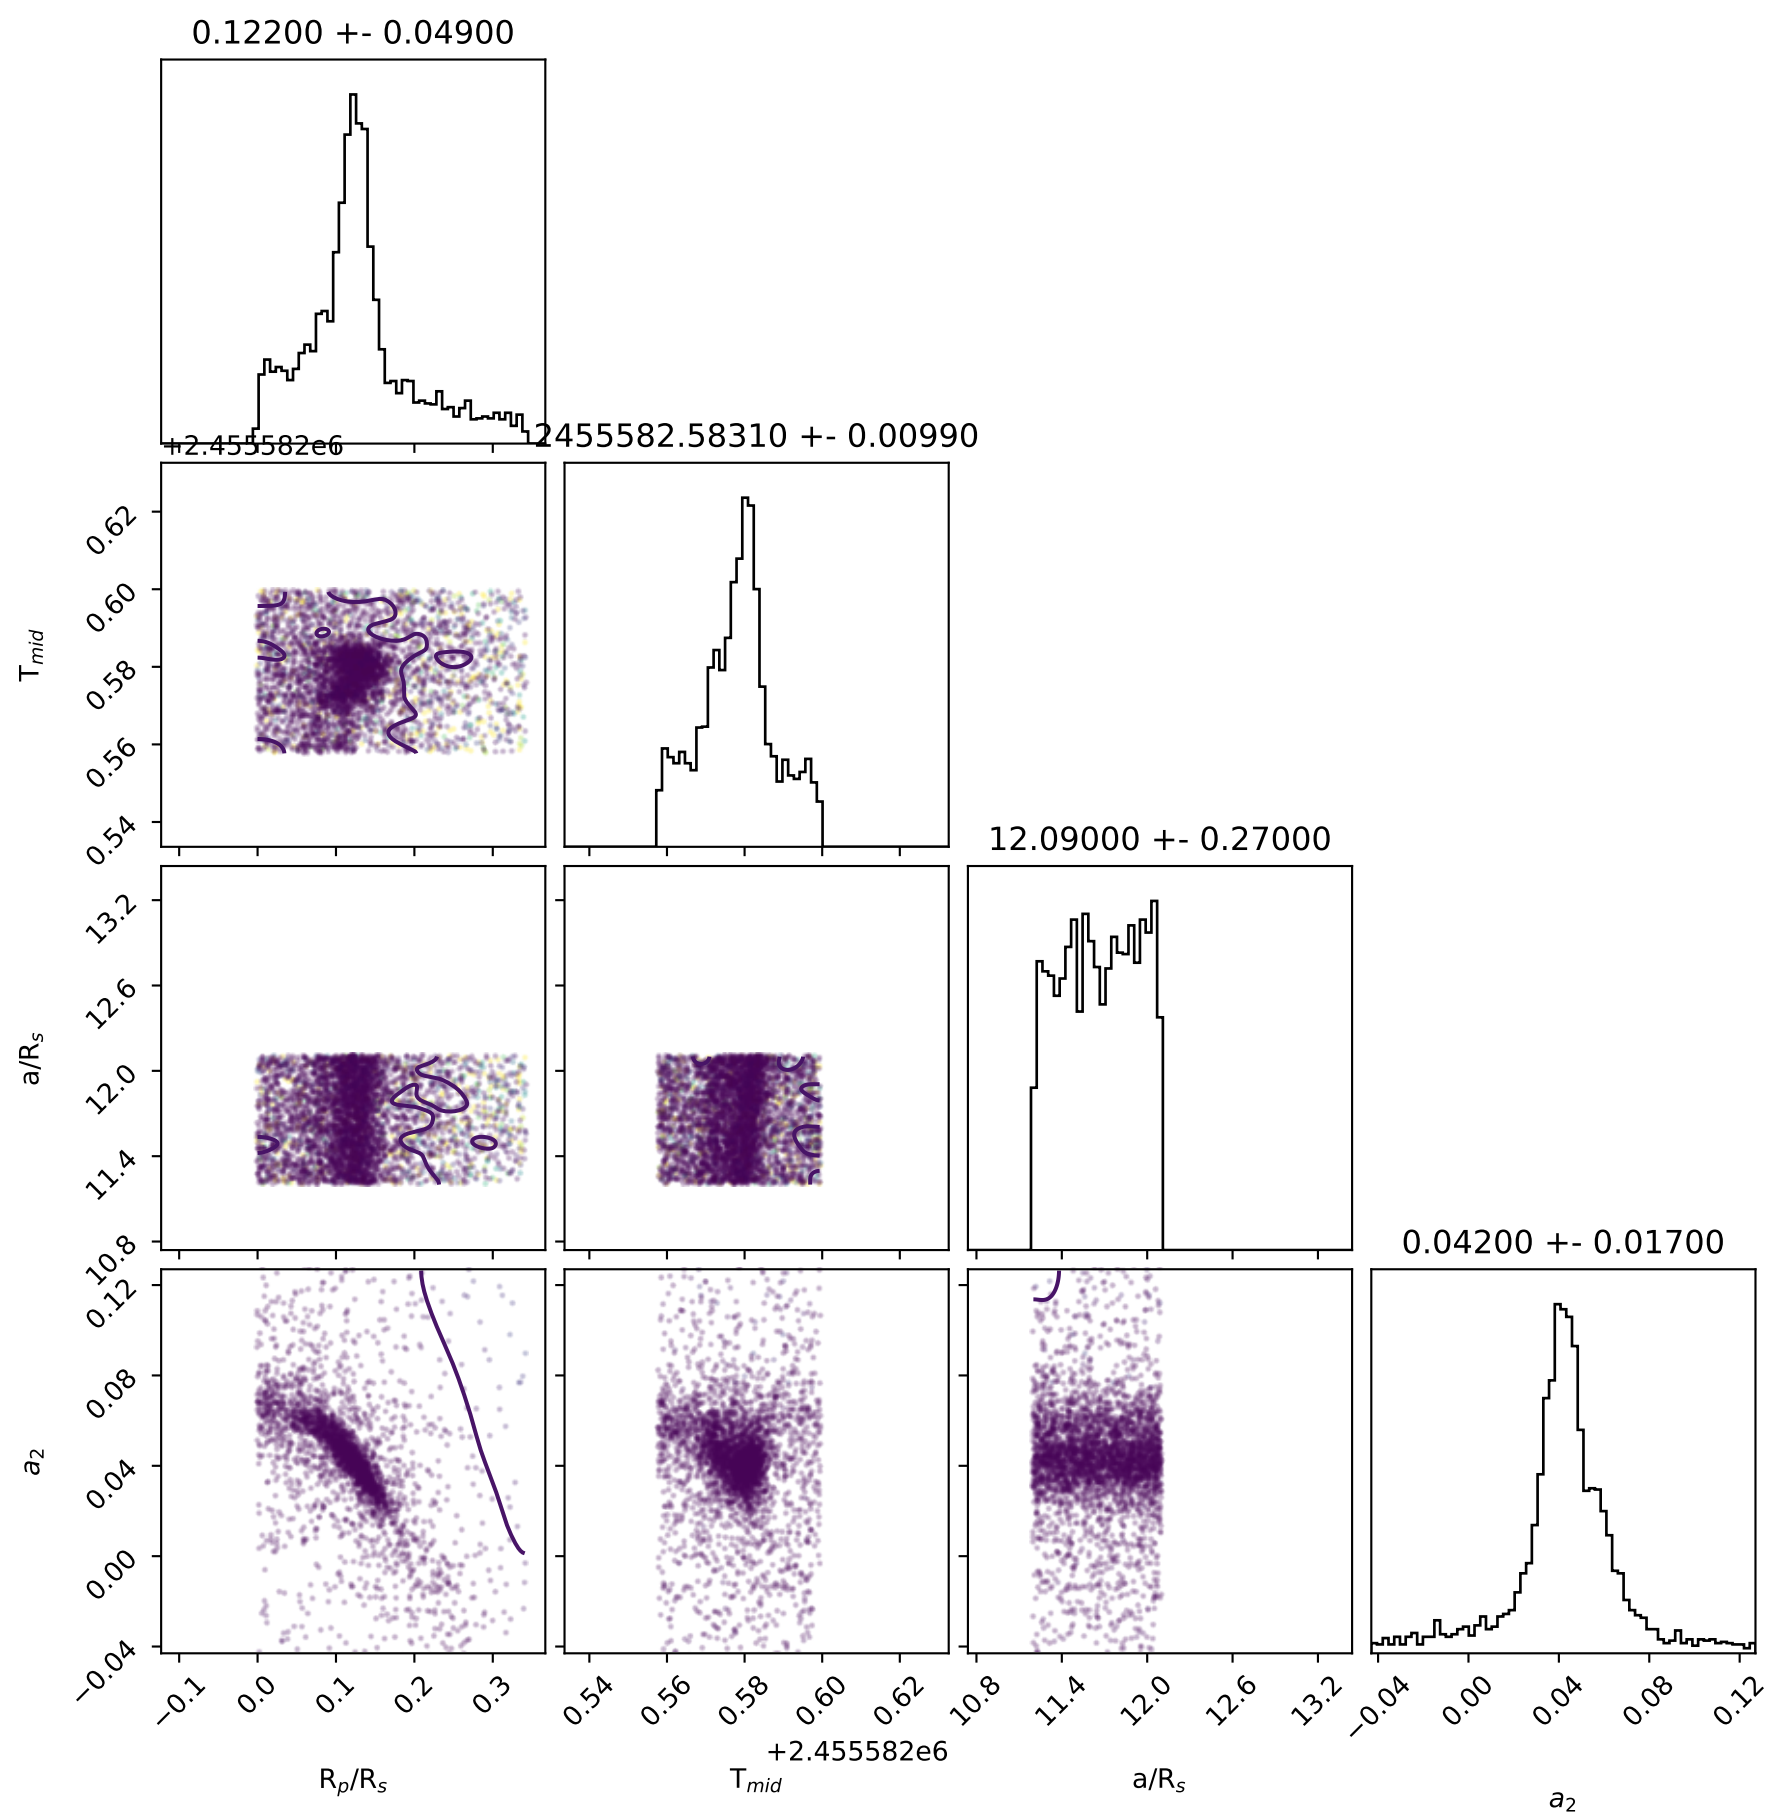 0.12200 +- 0.04900
+2.455582e6
2455582.58310 +- 0.00990
T_mid
0.62
0.60
0.58
0.56
0.54
12.09000 +- 0.27000
a/R_s
13.2
12.6
12.0
11.4
10.8
0.04200 +- 0.01700
a_2
0.12
0.08
0.04
0.00
−0.04
−0.1 0.0 0.1 0.2 0.3
0.54 0.56 0.58 0.60 0.62
10.8 11.4 12.0 12.6 13.2
−0.04 0.00 0.04 0.08 0.12
+2.455582e6
R_p/R_s
T_mid
a/R_s
a_2